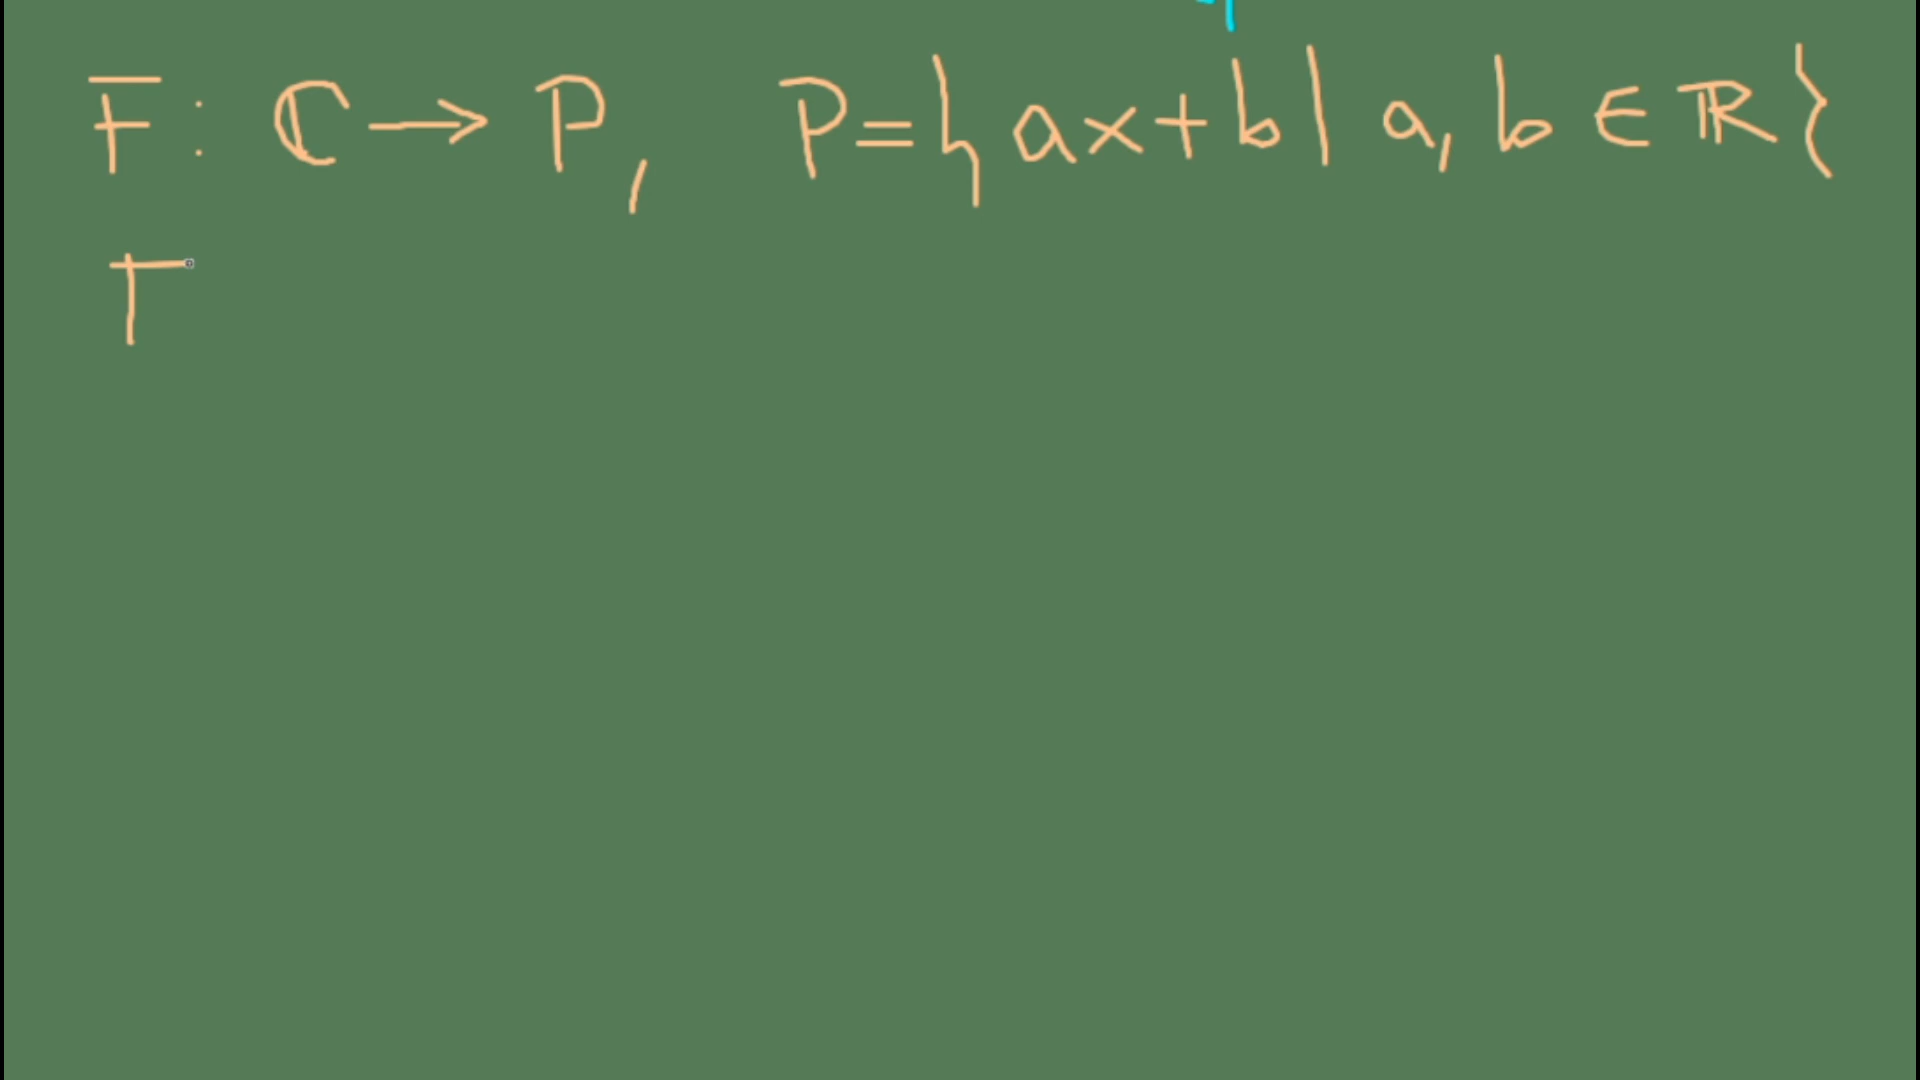 F: ℂ → P, P = { ax + b | a, b ∈ ℝ }